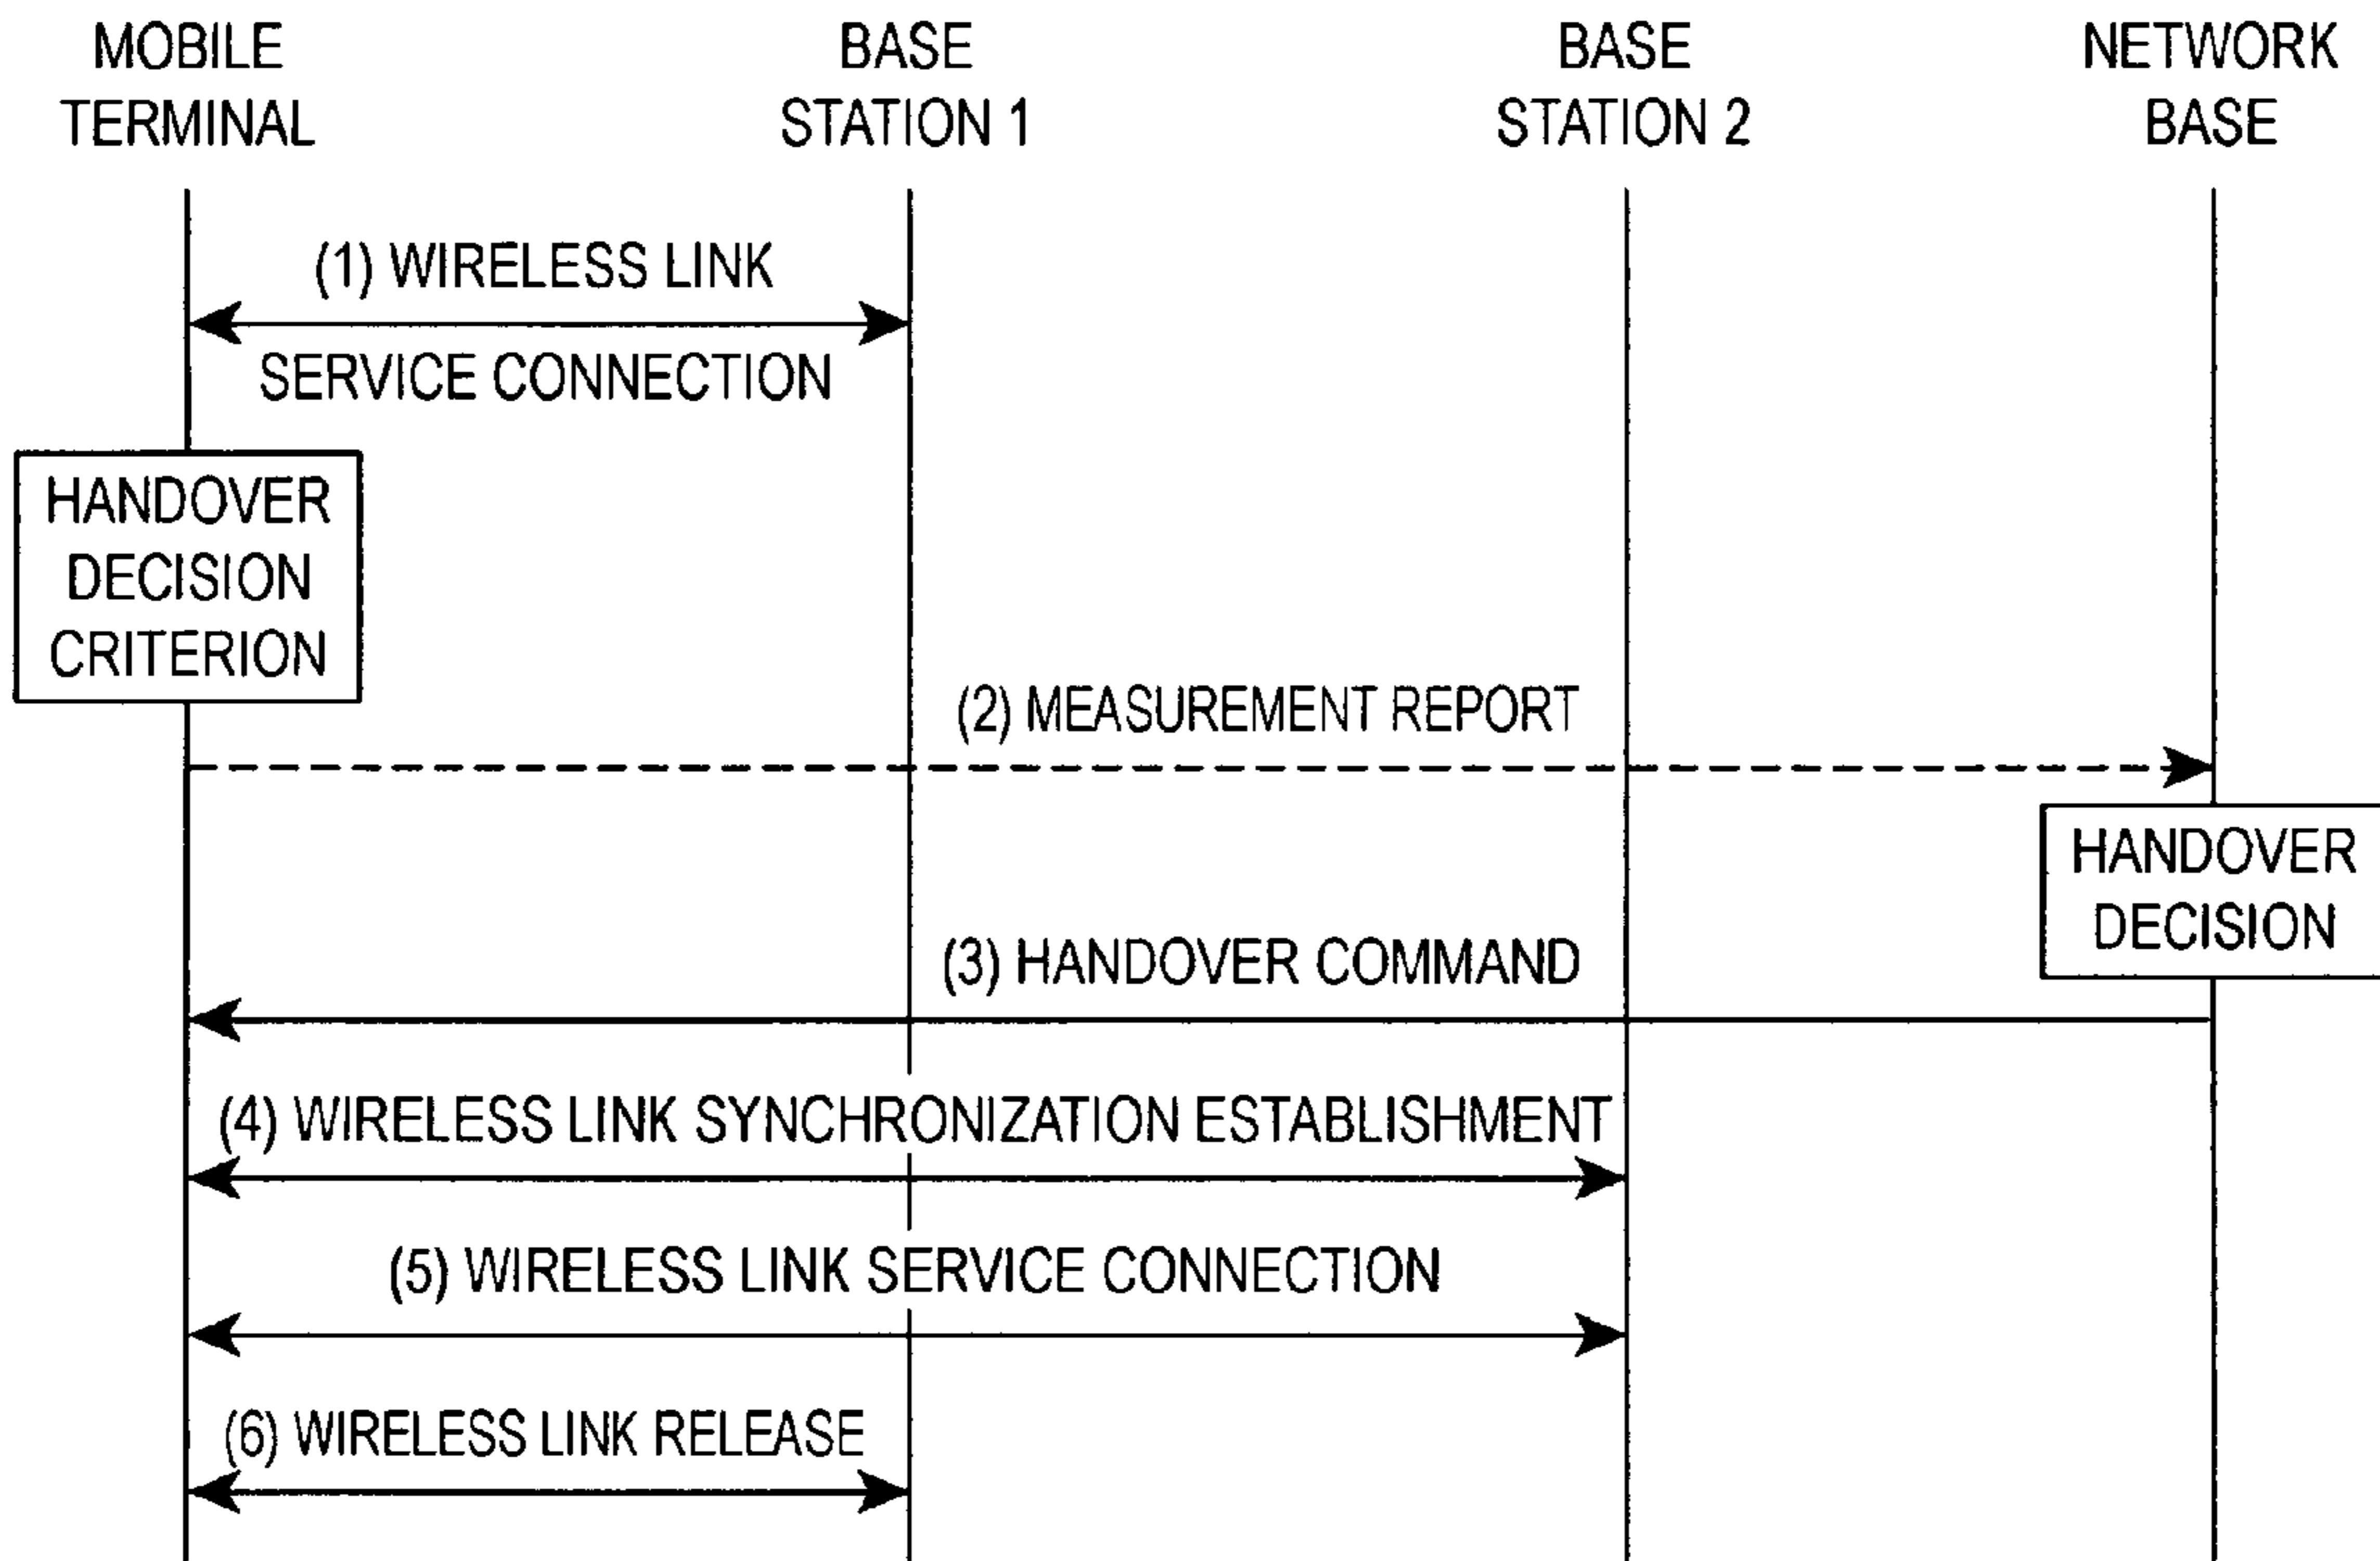 MOBILE
TERMINAL
BASE
STATION 1
BASE
STATION 2
NETWORK
BASE
(1) WIRELESS LINK
SERVICE CONNECTION
HANDOVER
DECISION
CRITERION
(2) MEASUREMENT REPORT
HANDOVER
DECISION
(3) HANDOVER COMMAND
(4) WIRELESS LINK SYNCHRONIZATION ESTABLISHMENT
(5) WIRELESS LINK SERVICE CONNECTION
(6) WIRELESS LINK RELEASE